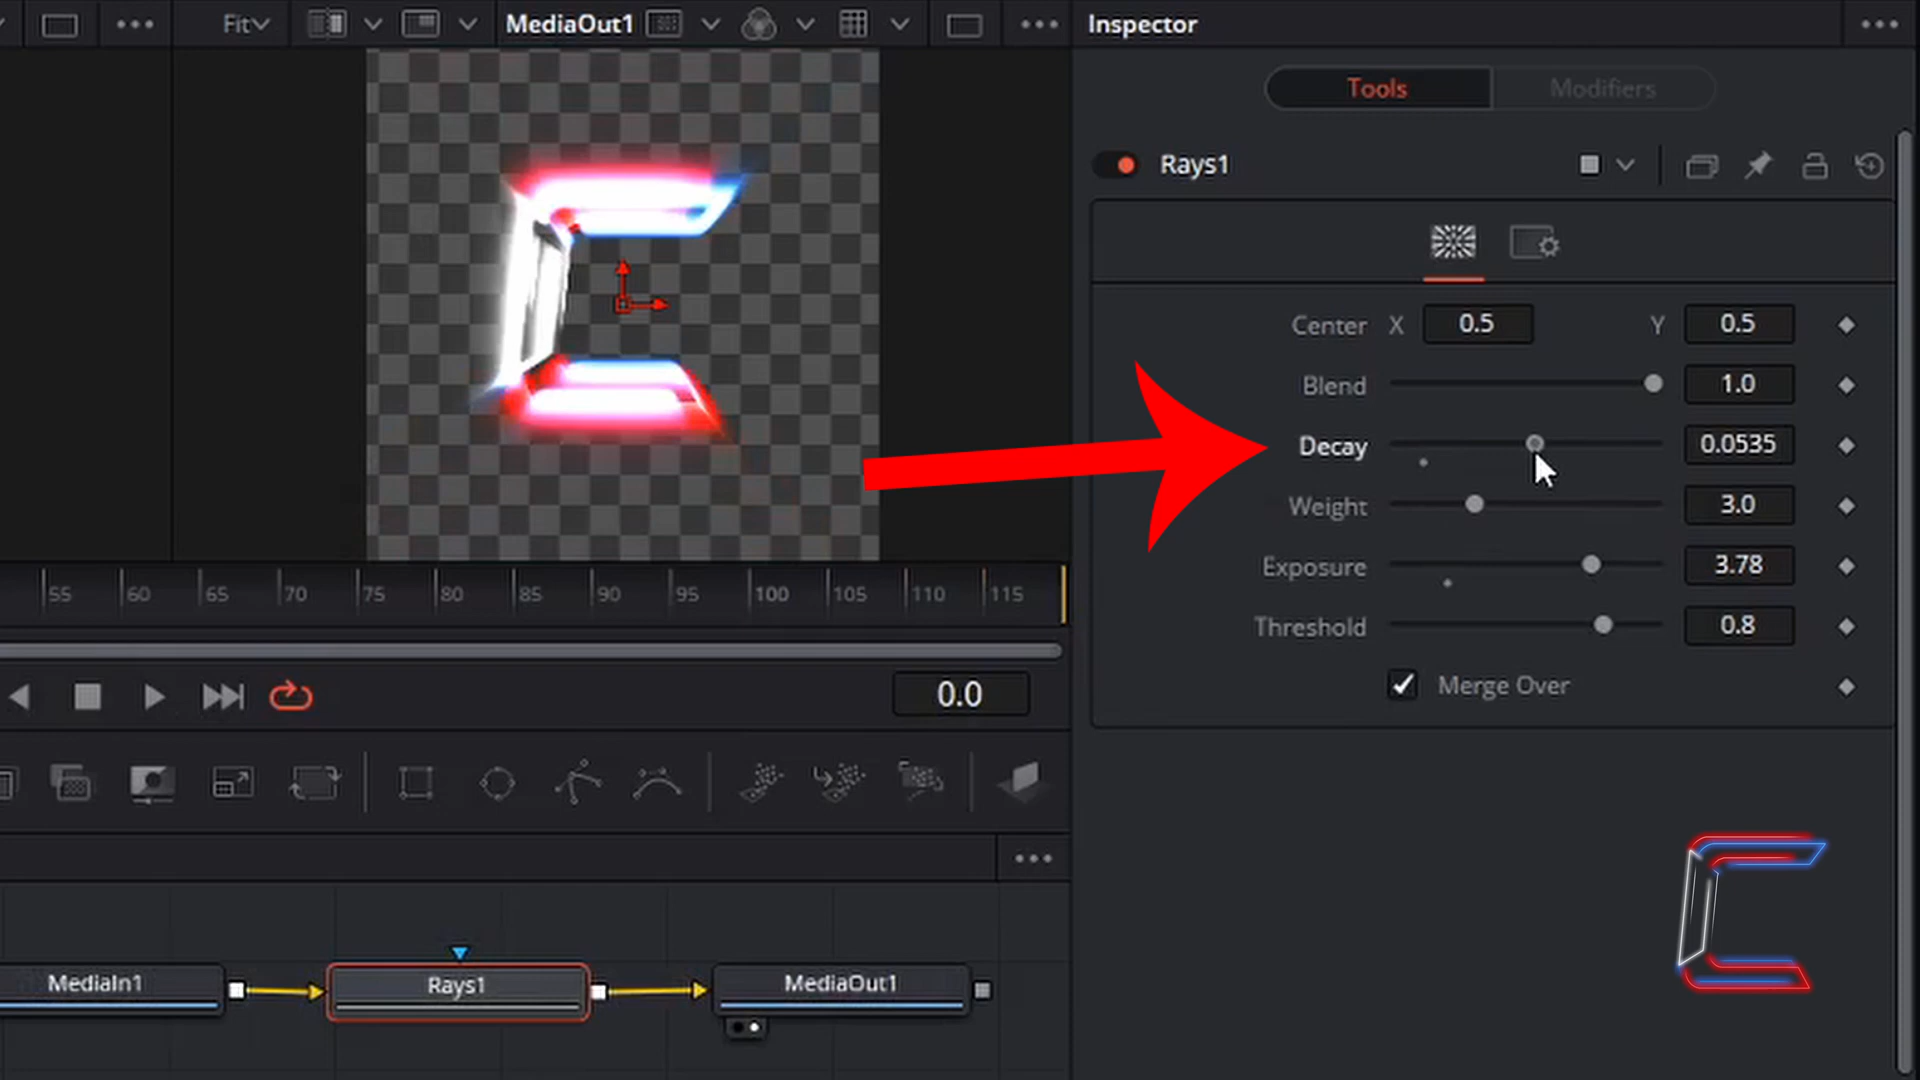 Fit
MediaOut1
Inspector
Tools
Modifiers
Rays1
Center X 0.5 Y 0.5
Blend 1.0
Decay 0.0535
Weight 3.0
Exposure 3.78
Threshold 0.8
Merge Over
55 60 65 70 75 80 85 90 95 100 105 110 115
0.0
MediaIn1
Rays1
MediaOut1